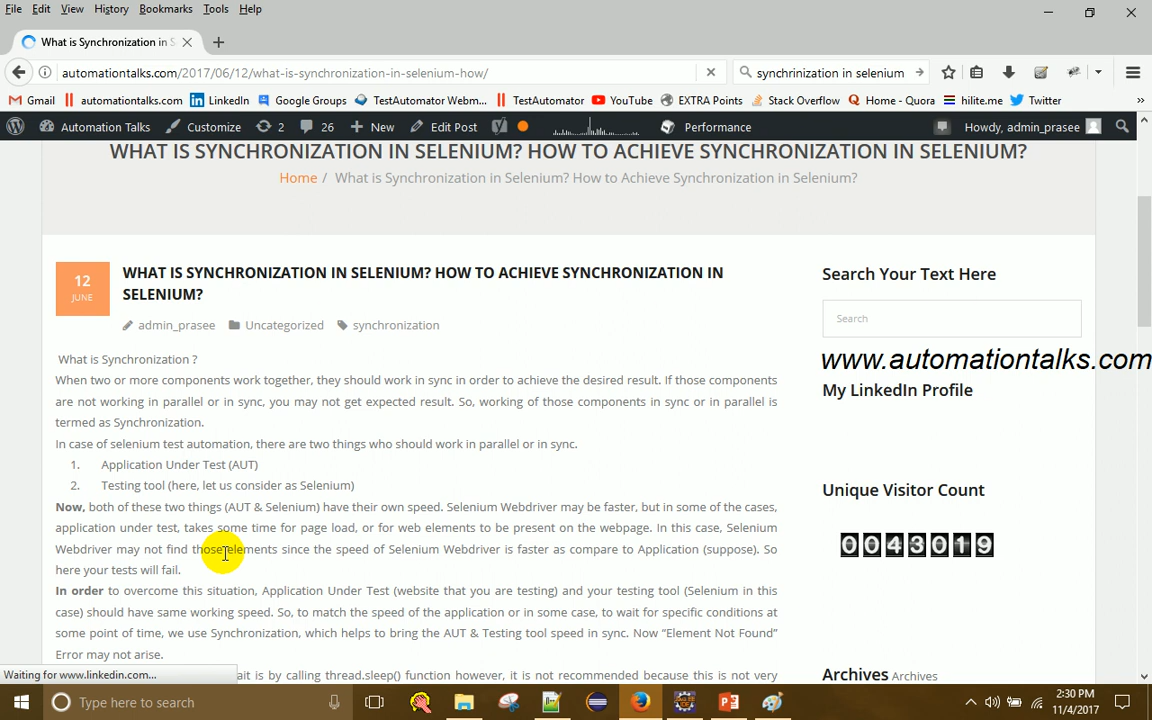 File Edit View History Bookmarks Tools Help
What is Synchronization in S
automationtalks.com/2017/06/12/what-is-synchronization-in-selenium-how/
synchrinization in selenium
Gmail automationtalks.com LinkedIn Google Groups TestAutomator Webm... TestAutomator YouTube EXTRA Points Stack Overflow Home - Quora hilite.me Twitter
Automation Talks Customize 2 26 New Edit Post Performance Howdy, admin_prasee
WHAT IS SYNCHRONIZATION IN SELENIUM? HOW TO ACHIEVE SYNCHRONIZATION IN SELENIUM?
Home / What is Synchronization in Selenium? How to Achieve Synchronization in Selenium?
12
JUNE
WHAT IS SYNCHRONIZATION IN SELENIUM? HOW TO ACHIEVE SYNCHRONIZATION IN
SELENIUM?
admin_prasee Uncategorized synchronization
What is Synchronization ?
When two or more components work together, they should work in sync in order to achieve the desired result. If those components
are not working in parallel or in sync, you may not get expected result. So, working of those components in sync or in parallel is
termed as Synchronization.
In case of selenium test automation, there are two things who should work in parallel or in sync.
1. Application Under Test (AUT)
2. Testing tool (here, let us consider as Selenium)
Now, both of these two things (AUT & Selenium) have their own speed. Selenium Webdriver may be faster, but in some of the cases,
application under test, takes some time for page load, or for web elements to be present on the webpage. In this case, Selenium
Webdriver may not find those elements since the speed of Selenium Webdriver is faster as compare to Application (suppose). So
here your tests will fail.
In order to overcome this situation, Application Under Test (website that you are testing) and your testing tool (Selenium in this
case) should have same working speed. So, to match the speed of the application or in some case, to wait for specific conditions at
some point of time, we use Synchronization, which helps to bring the AUT & Testing tool speed in sync. Now “Element Not Found”
Error may not arise.
ait is by calling thread.sleep() function however, it is not recommended because this is not very
Search Your Text Here
Search
www.automationtalks.com
My LinkedIn Profile
Unique Visitor Count
0043019
Archives Archives
Waiting for www.linkedin.com...
Type here to search
2:30 PM
11/4/2017